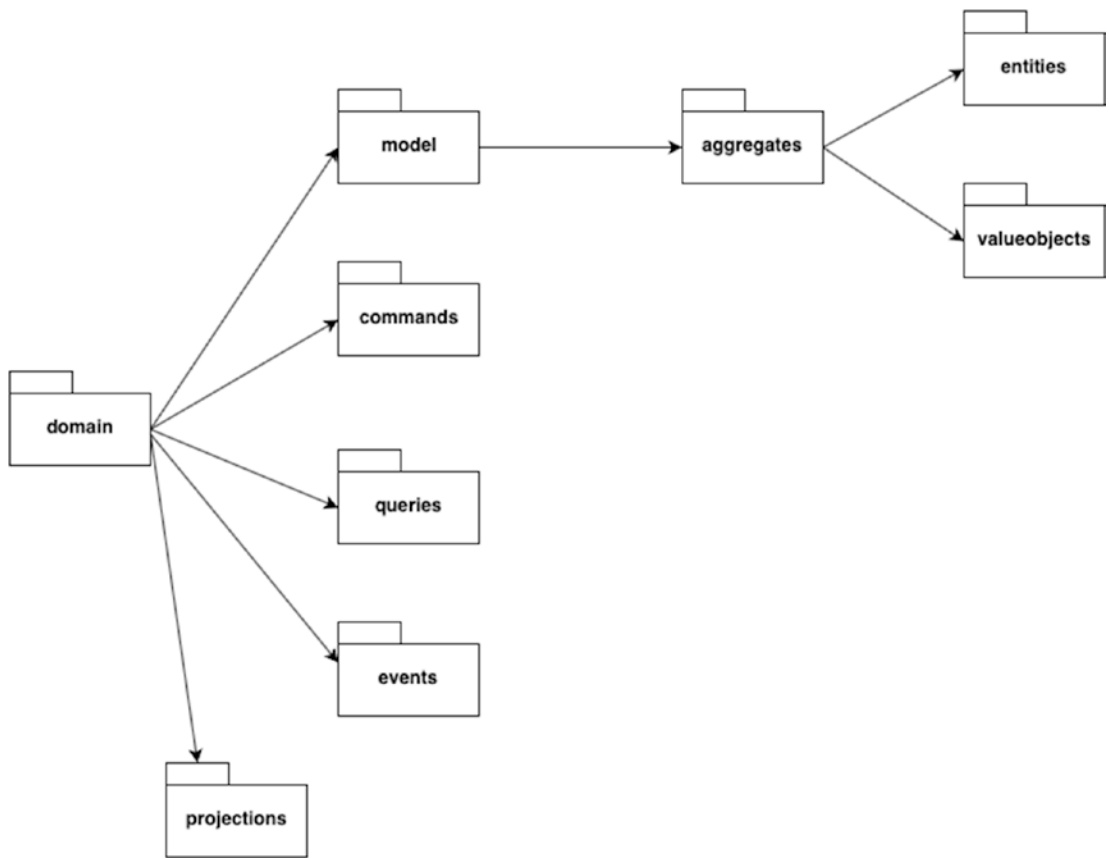 entities
model
aggregates
valueobjects
commands
domain
queries
events
projections